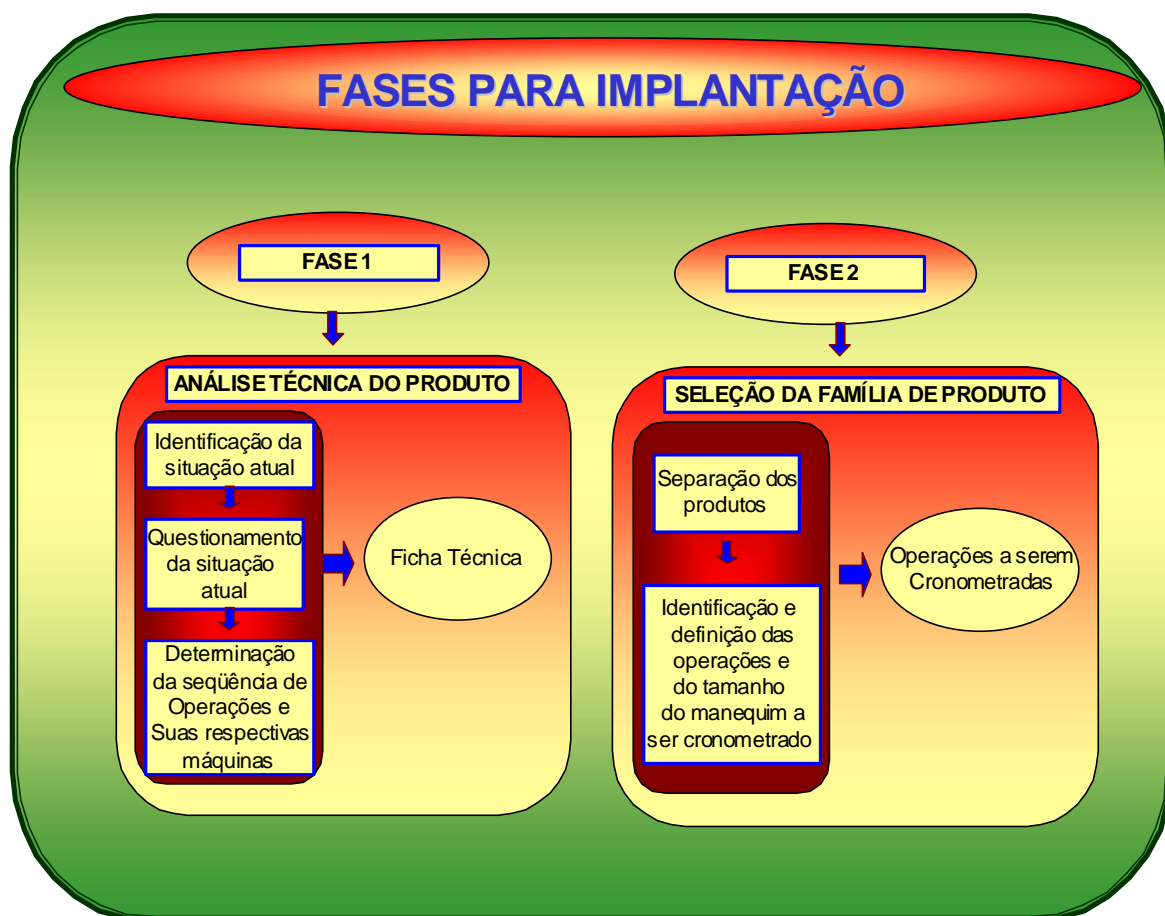 FASES PARA IMPLANTAÇÃO
FASE 1
ANÁLISE TÉCNICA DO PRODUTO
Identificação da
situação atual
Questionamento
da situação
atual
Determinação
da seqüência de
Operações e
Suas respectivas
máquinas
Ficha Técnica
FASE 2
SELEÇÃO DA FAMÍLIA DE PRODUTO
Separação dos
produtos
Identificação e
definição das
operações e
do tamanho
do manequim a
ser cronometrado
Operações a serem
Cronometradas